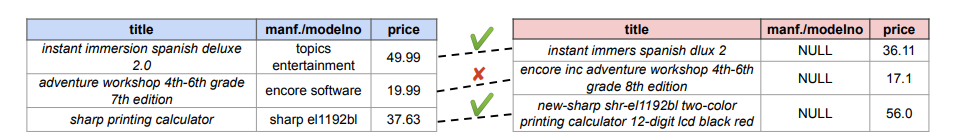 title manf./modelno price
instant immersion spanish deluxe
2.0
topics
entertainment
49.99
adventure workshop 4th-6th grade
7th edition
encore software
19.99
sharp printing calculator
sharp el1192bl
37.63
title manf./modelno price
instant immers spanish dlux 2
NULL
36.11
encore inc adventure workshop 4th-6th
grade 8th edition
NULL
17.1
new-sharp shr-el1192bl two-color
printing calculator 12-digit lcd black red
NULL
56.0